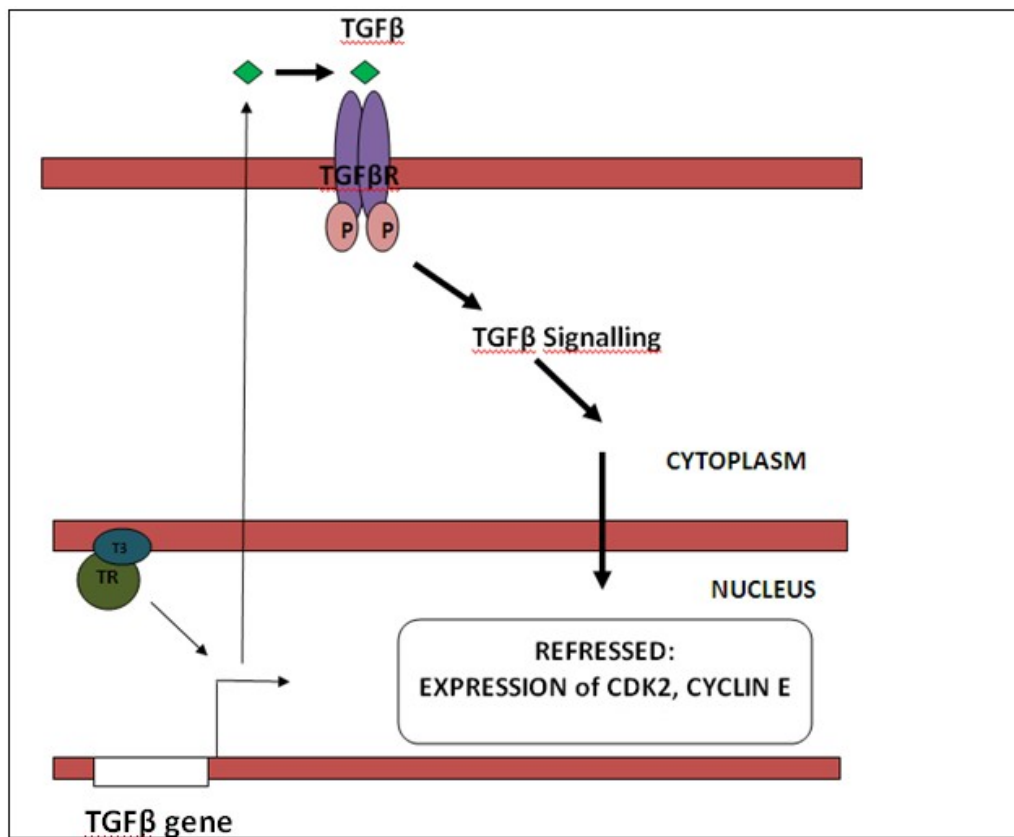 TGFβ
TGFβR
P P
TGFβ Signalling
CYTOPLASM
T3
TR
NUCLEUS
REFRESSED:
EXPRESSION of CDK2, CYCLIN E
TGFβ gene